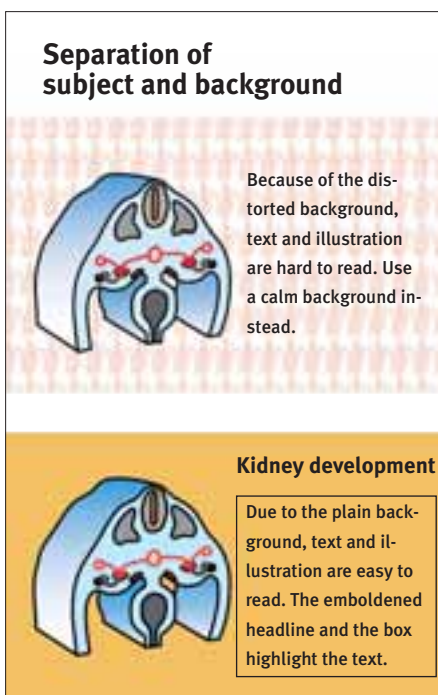 Separation of
subject and background
Because of the dis-
torted background,
text and illustration
are hard to read. Use
a calm background in-
stead.
Kidney development
Due to the plain back-
ground, text and il-
lustration are easy to
read. The emboldened
headline and the box
highlight the text.